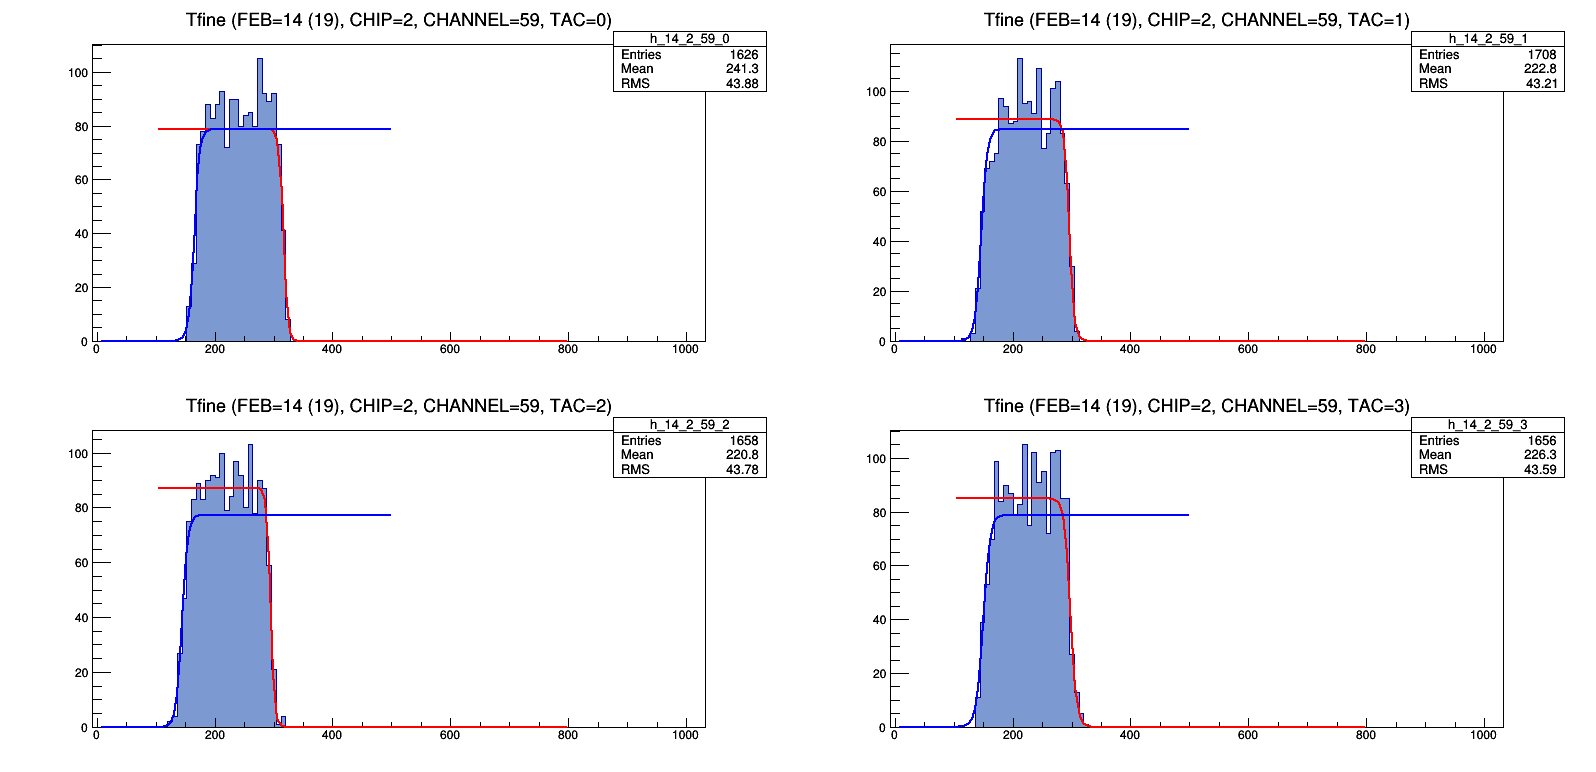 Tfine (FEB=14 (19), CHIP=2, CHANNEL=59, TAC=0)
h_14_2_59_0
Entries 1626
Mean 241.3
RMS 43.88
100
80
60
40
20
0
0 200 400 600 800 1000
Tfine (FEB=14 (19), CHIP=2, CHANNEL=59, TAC=1)
h_14_2_59_1
Entries 1708
Mean 222.8
RMS 43.21
100
80
60
40
20
0
0 200 400 600 800 1000
Tfine (FEB=14 (19), CHIP=2, CHANNEL=59, TAC=2)
h_14_2_59_2
Entries 1658
Mean 220.8
RMS 43.78
100
80
60
40
20
0
0 200 400 600 800 1000
Tfine (FEB=14 (19), CHIP=2, CHANNEL=59, TAC=3)
h_14_2_59_3
Entries 1656
Mean 226.3
RMS 43.59
100
80
60
40
20
0
0 200 400 600 800 1000